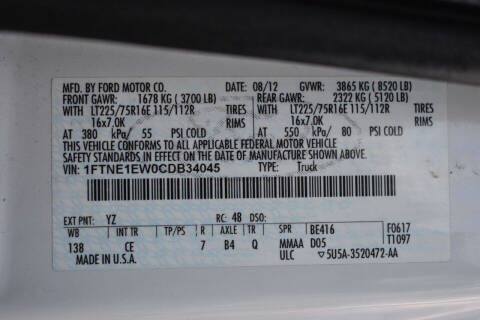 MFD. BY FORD MOTOR CO. DATE: 08/12 GVWR: 3865 KG ( 8520 LB)
FRONT GAWR: 1678 KG ( 3700 LB) REAR GAWR: 2322 KG ( 5120 LB)
WITH LT225/75R16E 115/112R TIRES WITH LT225/75R16E 115/112R TIRES
16x7.0K RIMS 16x7.0K RIMS
AT 380 kPa/ 55 PSI COLD AT 550 kPa/ 80 PSI COLD
THIS VEHICLE CONFORMS TO ALL APPLICABLE FEDERAL MOTOR VEHICLE
SAFETY STANDARDS IN EFFECT ON THE DATE OF MANUFACTURE SHOWN ABOVE.
VIN: 1FTNE1EW0CDB34045 TYPE: Truck
EXT PNT: YZ RC: 48 DSO:
WB INT TR TP/PS R AXLE TR SPR BE416 F0617
138 CE 7 B4 Q MMAA D05 T1097
MADE IN U.S.A. ULC 5U5A-3520472-AA